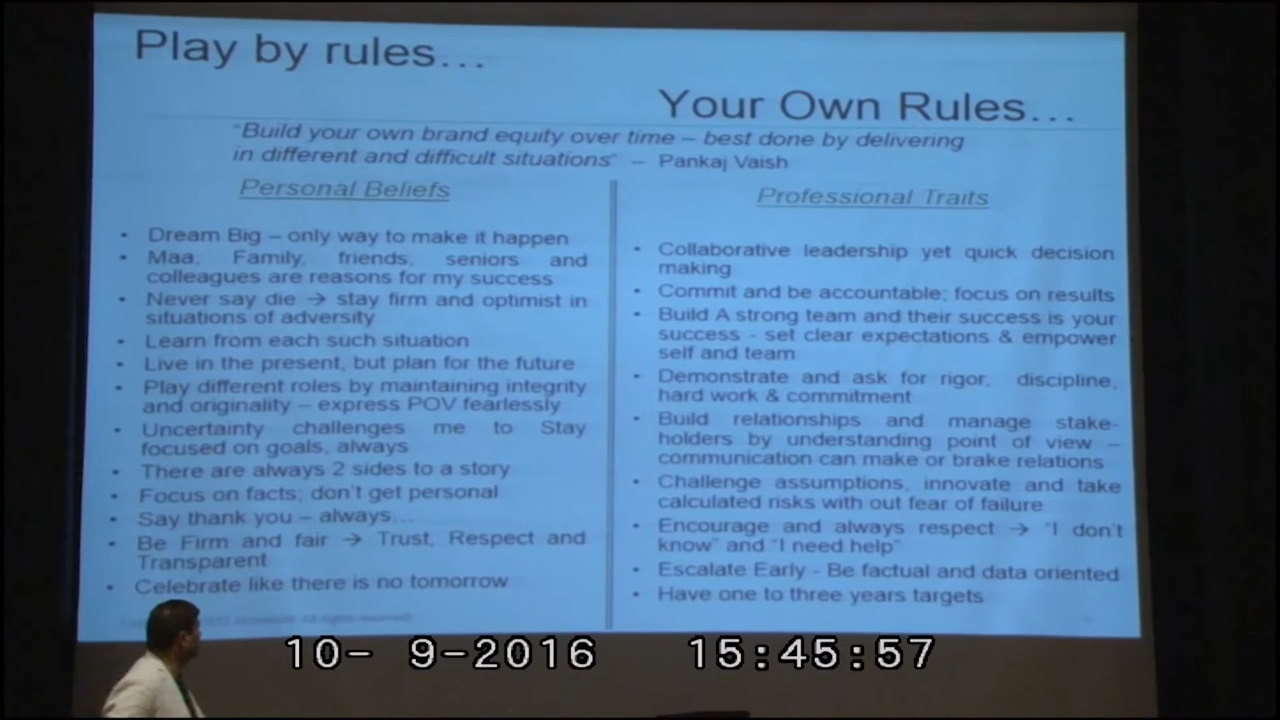 Play by rules...
Your Own Rules...
"Build your own brand equity over time – best done by delivering
in different and difficult situations" – Pankaj Vaish
Personal Beliefs
• Dream Big – only way to make it happen
• Maa, Family, friends, seniors and
colleagues are reasons for my success
• Never say die → stay firm and optimist in
situations of adversity
• Learn from each such situation
• Live in the present, but plan for the future
• Play different roles by maintaining integrity
and originality – express POV fearlessly
• Uncertainty challenges me to Stay
focused on goals, always
• There are always 2 sides to a story
• Focus on facts; don't get personal
• Say thank you – always...
• Be Firm and fair → Trust, Respect and
Transparent
• Celebrate like there is no tomorrow
Professional Traits
• Collaborative leadership yet quick decision
making
• Commit and be accountable; focus on results
• Build A strong team and their success is your
success - set clear expectations & empower
self and team
• Demonstrate and ask for rigor, discipline,
hard work & commitment
• Build relationships and manage stake-
holders by understanding point of view –
communication can make or brake relations
• Challenge assumptions, innovate and take
calculated risks with out fear of failure
• Encourage and always respect → "I don't
know" and "I need help"
• Escalate Early - Be factual and data oriented
• Have one to three years targets
10- 9-2016 15:45:57